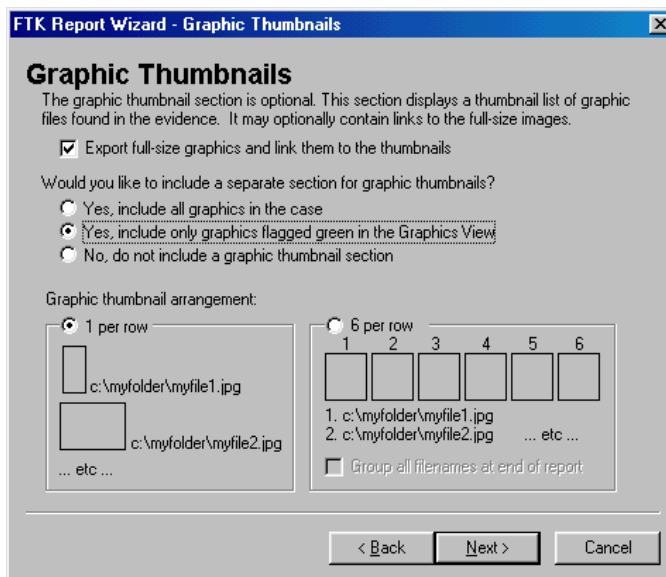 FTK Report Wizard - Graphic Thumbnails
Graphic Thumbnails
The graphic thumbnail section is optional. This section displays a thumbnail list of graphic
files found in the evidence. It may optionally contain links to the full-size images.
Export full-size graphics and link them to the thumbnails
Would you like to include a separate section for graphic thumbnails?
Yes, include all graphics in the case
Yes, include only graphics flagged green in the Graphics View
No, do not include a graphic thumbnail section
Graphic thumbnail arrangement:
1 per row
c:\myfolder\myfile1.jpg
c:\myfolder\myfile2.jpg
... etc ...
6 per row
1 2 3 4 5 6
1. c:\myfolder\myfile1.jpg
2. c:\myfolder\myfile2.jpg ... etc ...
Group all filenames at end of report
< Back Next > Cancel